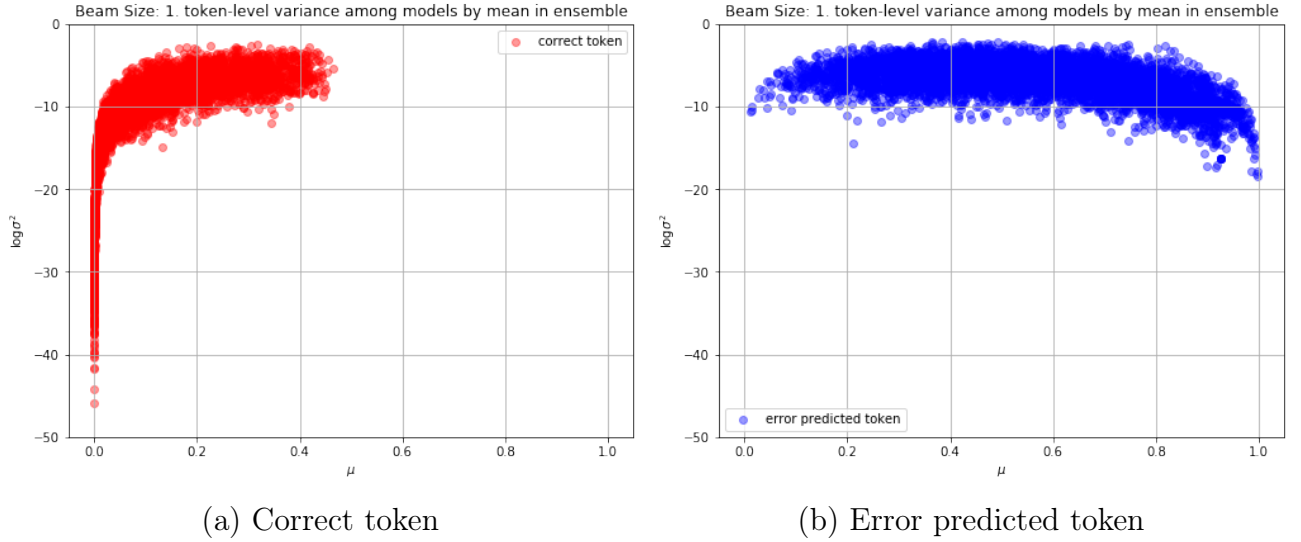 Beam Size: 1. token-level variance among models by mean in ensemble
correct token
0
−10
−20
−30
−40
−50
logσ²
0.0 0.2 0.4 0.6 0.8 1.0
μ
(a) Correct token
Beam Size: 1. token-level variance among models by mean in ensemble
0
−10
−20
−30
−40
−50
logσ²
error predicted token
0.0 0.2 0.4 0.6 0.8 1.0
μ
(b) Error predicted token